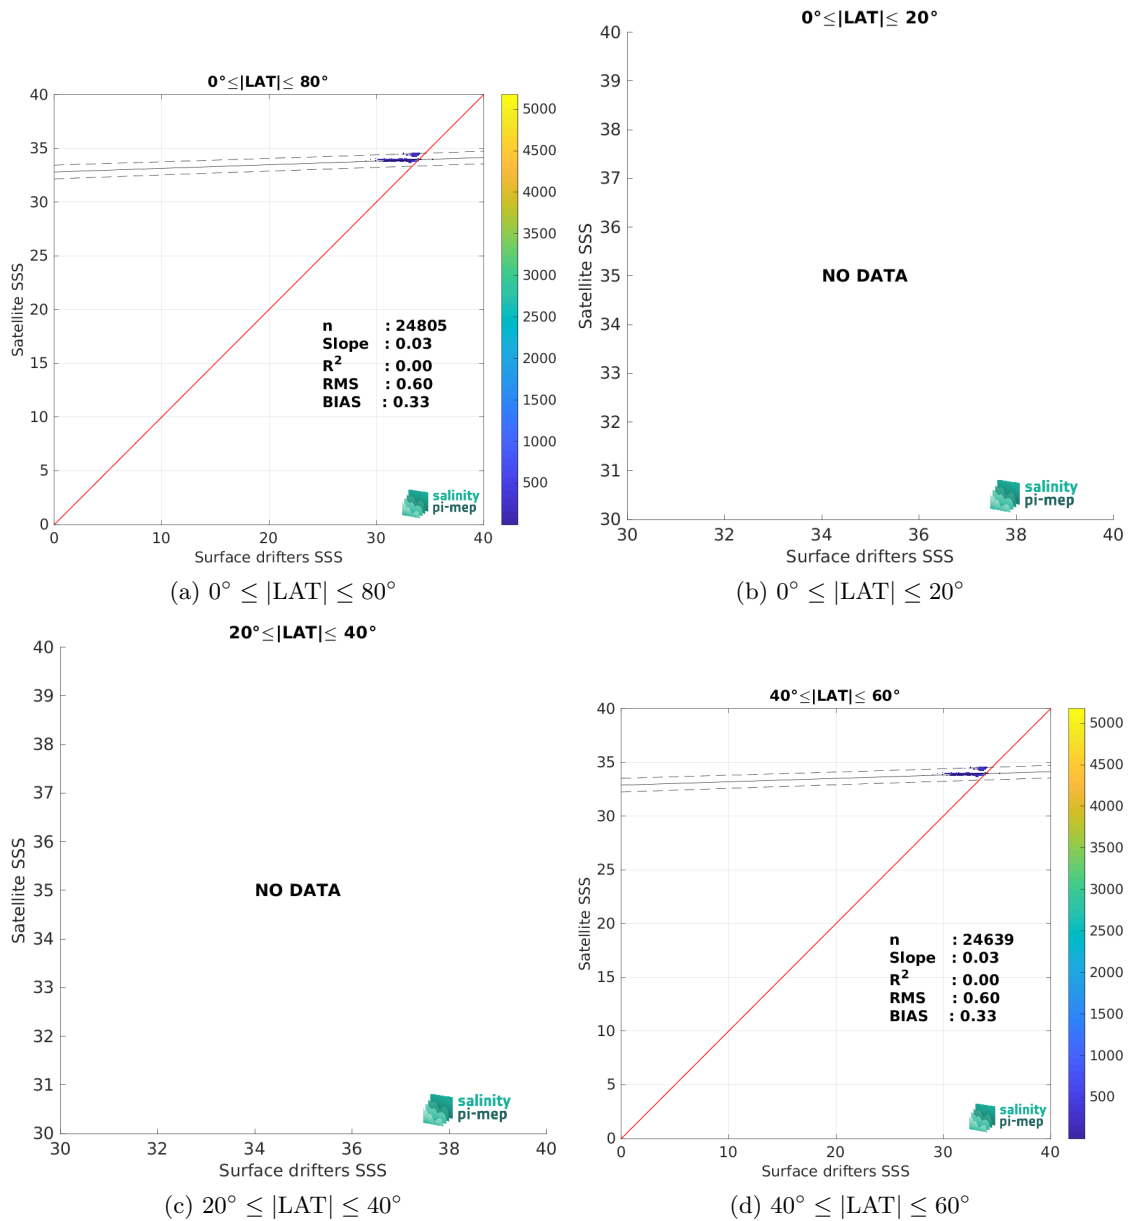 0°≤|LAT|≤ 80°
40
35
30
25
20
15
10
5
0
Satellite SSS
n : 24805
Slope : 0.03
R² : 0.00
RMS : 0.60
BIAS : 0.33
salinity
pi-mep
0 10 20 30 40
Surface drifters SSS
5000
4500
4000
3500
3000
2500
2000
1500
1000
500
(a) 0° ≤ |LAT| ≤ 80°
0°≤|LAT|≤ 20°
40
39
38
37
36
35
34
33
32
31
30
Satellite SSS
NO DATA
salinity
pi-mep
30 32 34 36 38 40
Surface drifters SSS
(b) 0° ≤ |LAT| ≤ 20°
20°≤|LAT|≤ 40°
40
39
38
37
36
35
34
33
32
31
30
Satellite SSS
NO DATA
salinity
pi-mep
30 32 34 36 38 40
Surface drifters SSS
(c) 20° ≤ |LAT| ≤ 40°
40°≤|LAT|≤ 60°
40
35
30
25
20
15
10
5
0
Satellite SSS
n : 24639
Slope : 0.03
R² : 0.00
RMS : 0.60
BIAS : 0.33
salinity
pi-mep
0 10 20 30 40
Surface drifters SSS
5000
4500
4000
3500
3000
2500
2000
1500
1000
500
(d) 40° ≤ |LAT| ≤ 60°